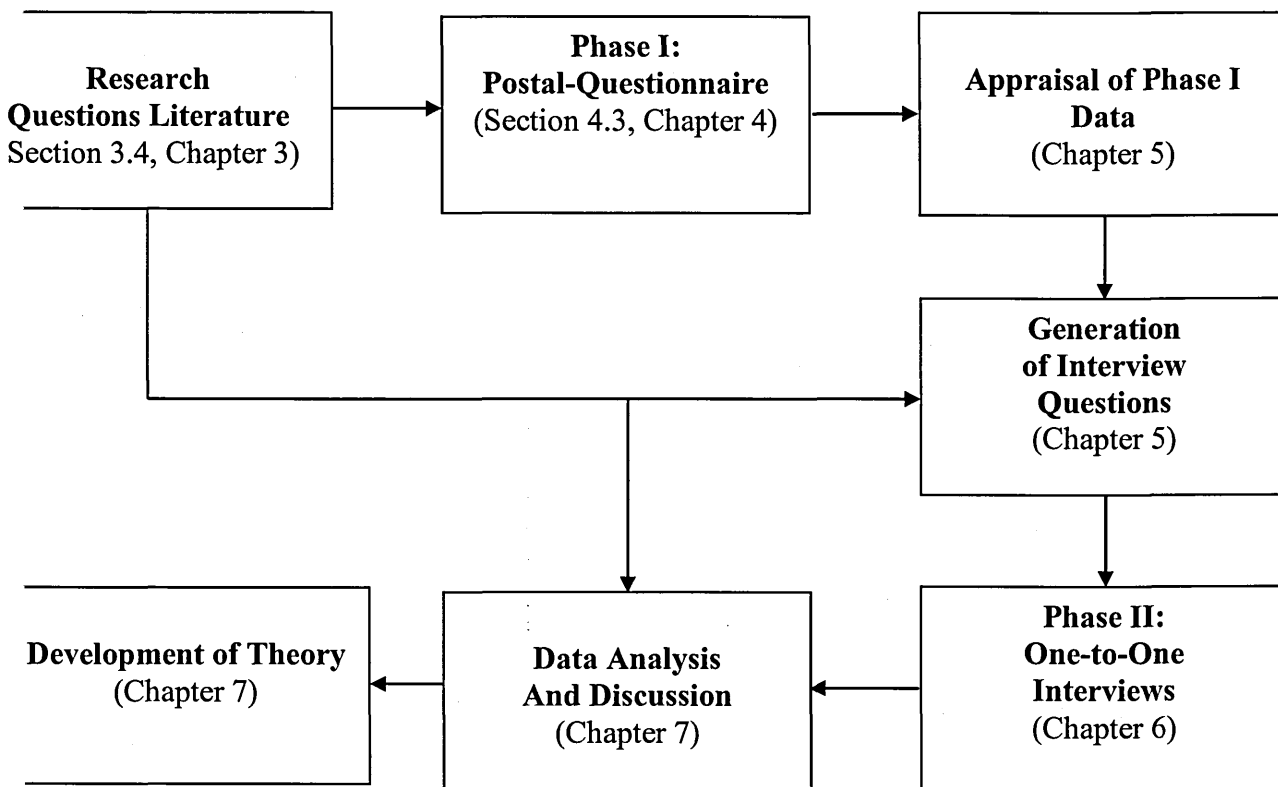 Research
Questions Literature
Section 3.4, Chapter 3)
Phase I:
Postal-Questionnaire
(Section 4.3, Chapter 4)
Appraisal of Phase I
Data
(Chapter 5)
Generation
of Interview
Questions
(Chapter 5)
Phase II:
One-to-One
Interviews
(Chapter 6)
Data Analysis
And Discussion
(Chapter 7)
Development of Theory
(Chapter 7)